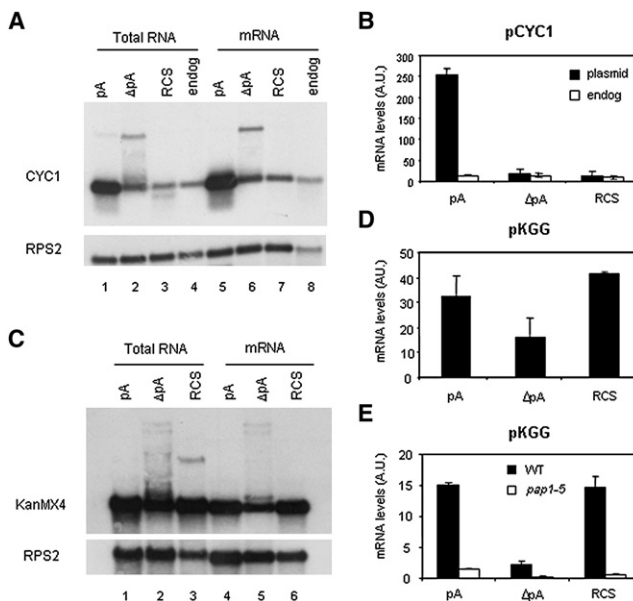 A
Total RNA mRNA
pA ΔpA RCS endog pA ΔpA RCS endog
CYC1
RPS2
1 2 3 4 5 6 7 8
B
pCYC1
mRNA levels (A.U.)
300
250
200
150
100
50
0
plasmid
endog
pA ΔpA RCS
C
Total RNA mRNA
pA ΔpA RCS pA ΔpA RCS
KanMX4
RPS2
1 2 3 4 5 6
D
pKGG
mRNA levels (AU.)
50
40
30
20
10
0
pA ΔpA RCS
E
pKGG
mRNA levels (A.U.)
20
15
10
5
0
WT
pap1-5
pA ΔpA RCS